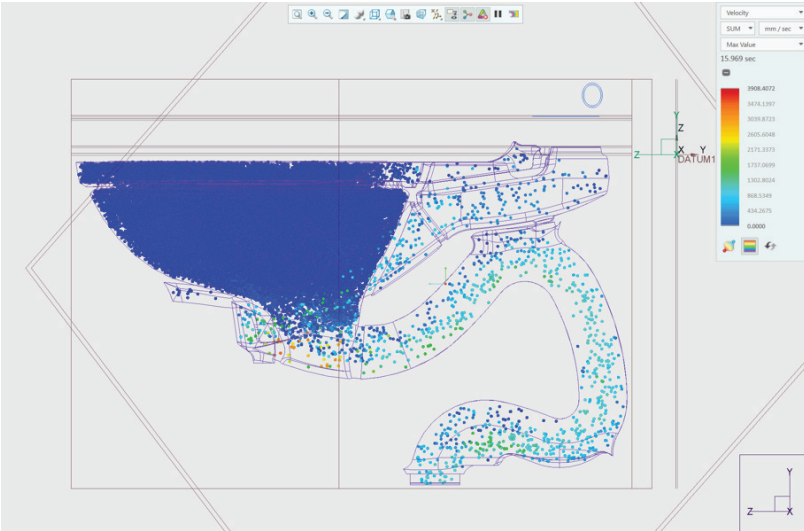 Velocity
SUM mm / sec
Max Value
15.969 sec
3908.4072
3474.1397
3039.8723
2605.6048
2171.3373
1737.0699
1302.8024
868.5349
434.2675
0.0000
Y
Z
Z X Y
DATUM1
Y
Z X